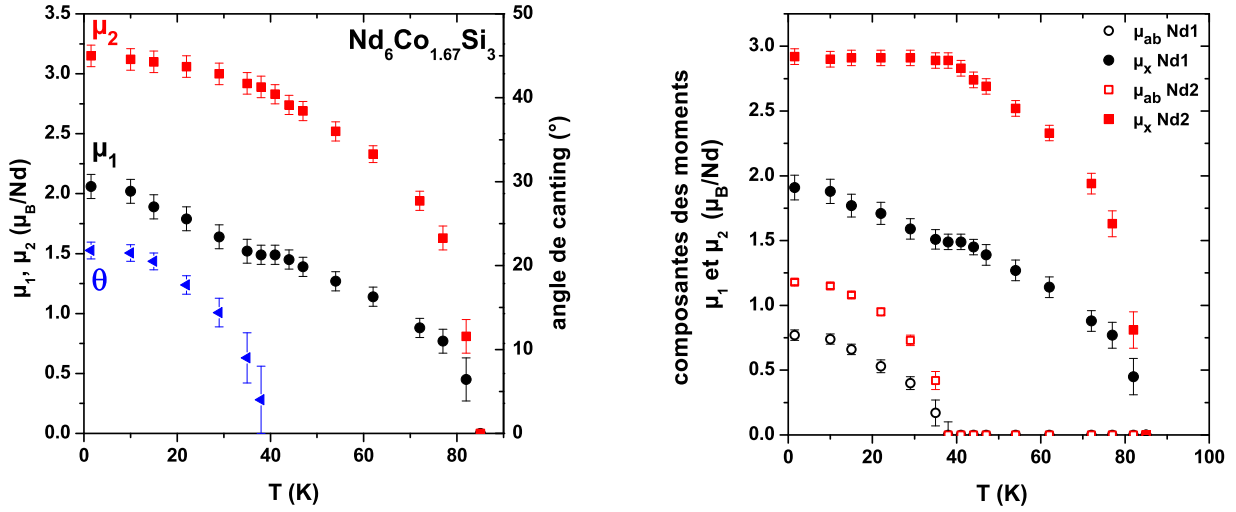 μ₂
Nd₆Co₁.₆₇Si₃
μ₁
θ
μ₁, μ₂ (μB/Nd)
angle de canting (°)
3.5
3.0
2.5
2.0
1.5
1.0
0.5
0.0
50
40
30
20
10
0
0 20 40 60 80
T (K)
composantes des moments
μ₁ et μ₂ (μB/Nd)
μab Nd1
μx Nd1
μab Nd2
μx Nd2
3.0
2.5
2.0
1.5
1.0
0.5
0.0
0 20 40 60 80 100
T (K)